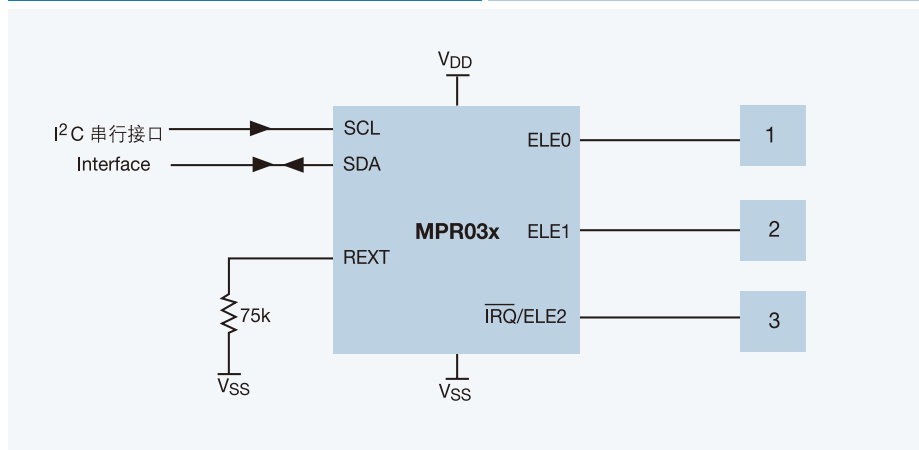 VDD
I²C 串行接口
Interface
SCL
SDA
REXT
MPR03x
ELE0
ELE1
IRQ/ELE2
1
2
3
75k
VSS
VSS